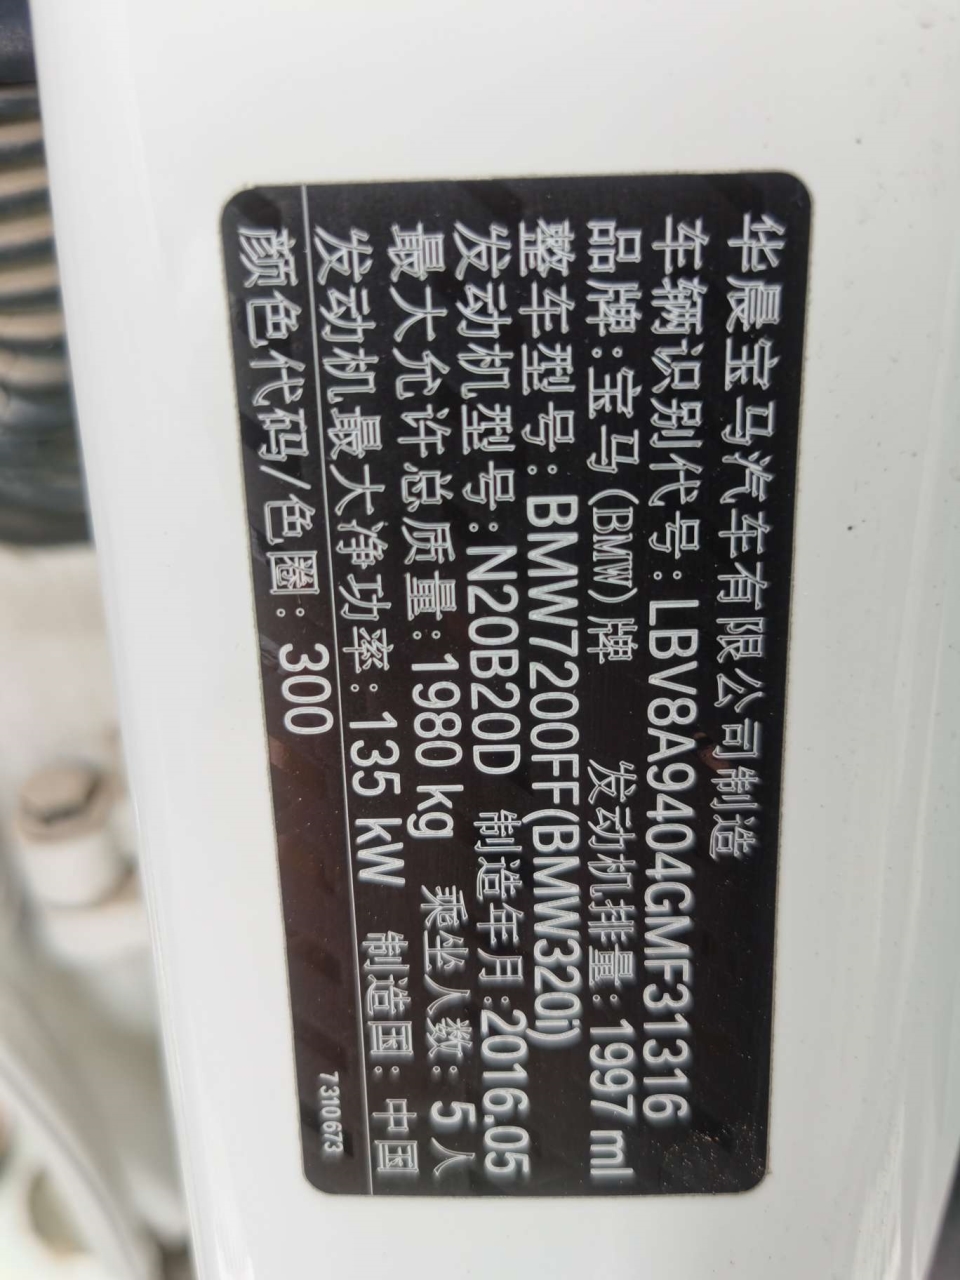 华晨宝马汽车有限公司制造
车辆识别代号：LBV8A9404GMF31316
品牌：宝马（BMW）牌 发动机排量：1997 ml
整车型号：BMW7200FF(BMW320i)
发动机型号：N20B20D 制造年月：2016.05
最大允许总质量：1980 kg 乘坐人数：5 人
发动机最大净功率：135 kW 制造国：中国
颜色代码/色圈：300
7310.673